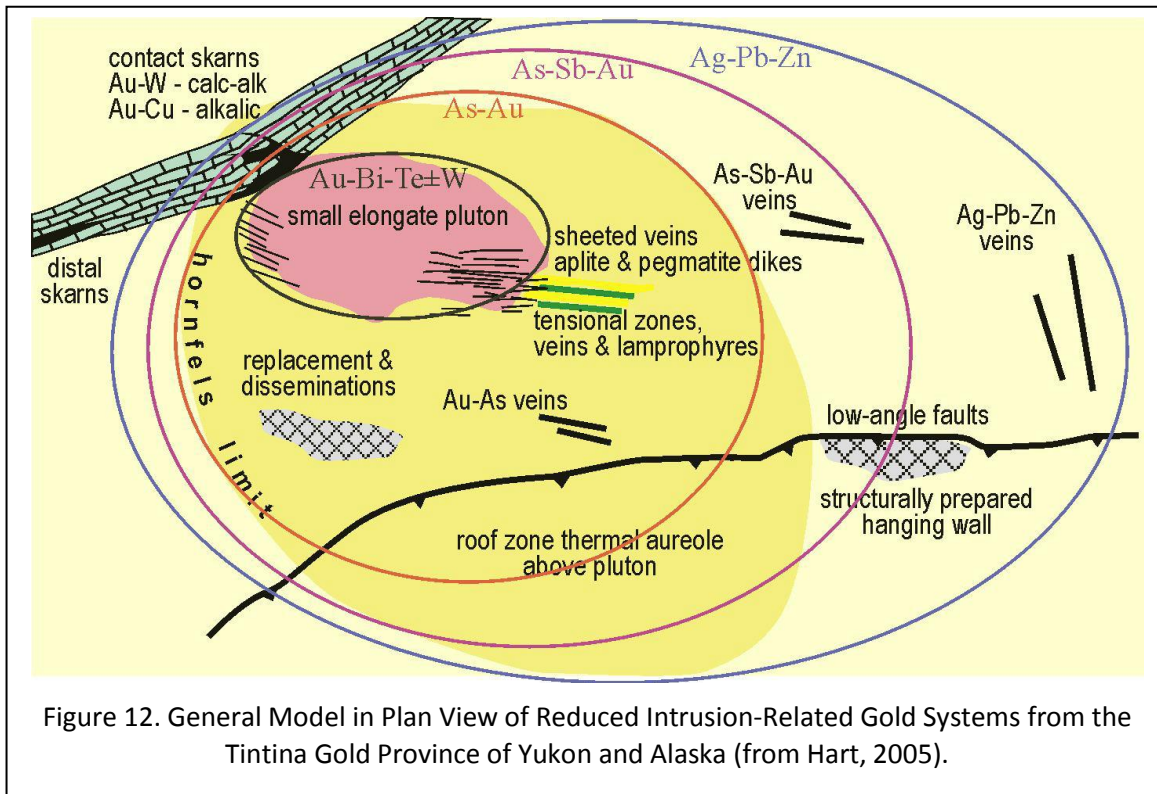 contact skarns
Au-W - calc-alk
Au-Cu - alkalic
As-Sb-Au
Ag-Pb-Zn
As-Au
Au-Bi-Te±W
small elongate pluton
As-Sb-Au
veins
Ag-Pb-Zn
veins
distal
skarns
sheeted veins
aplite & pegmatite dikes
tensional zones,
veins & lamprophyres
hornfels limit
replacement &
disseminations
Au-As veins
low-angle faults
structurally prepared
hanging wall
roof zone thermal aureole
above pluton
Figure 12. General Model in Plan View of Reduced Intrusion-Related Gold Systems from the
Tintina Gold Province of Yukon and Alaska (from Hart, 2005).